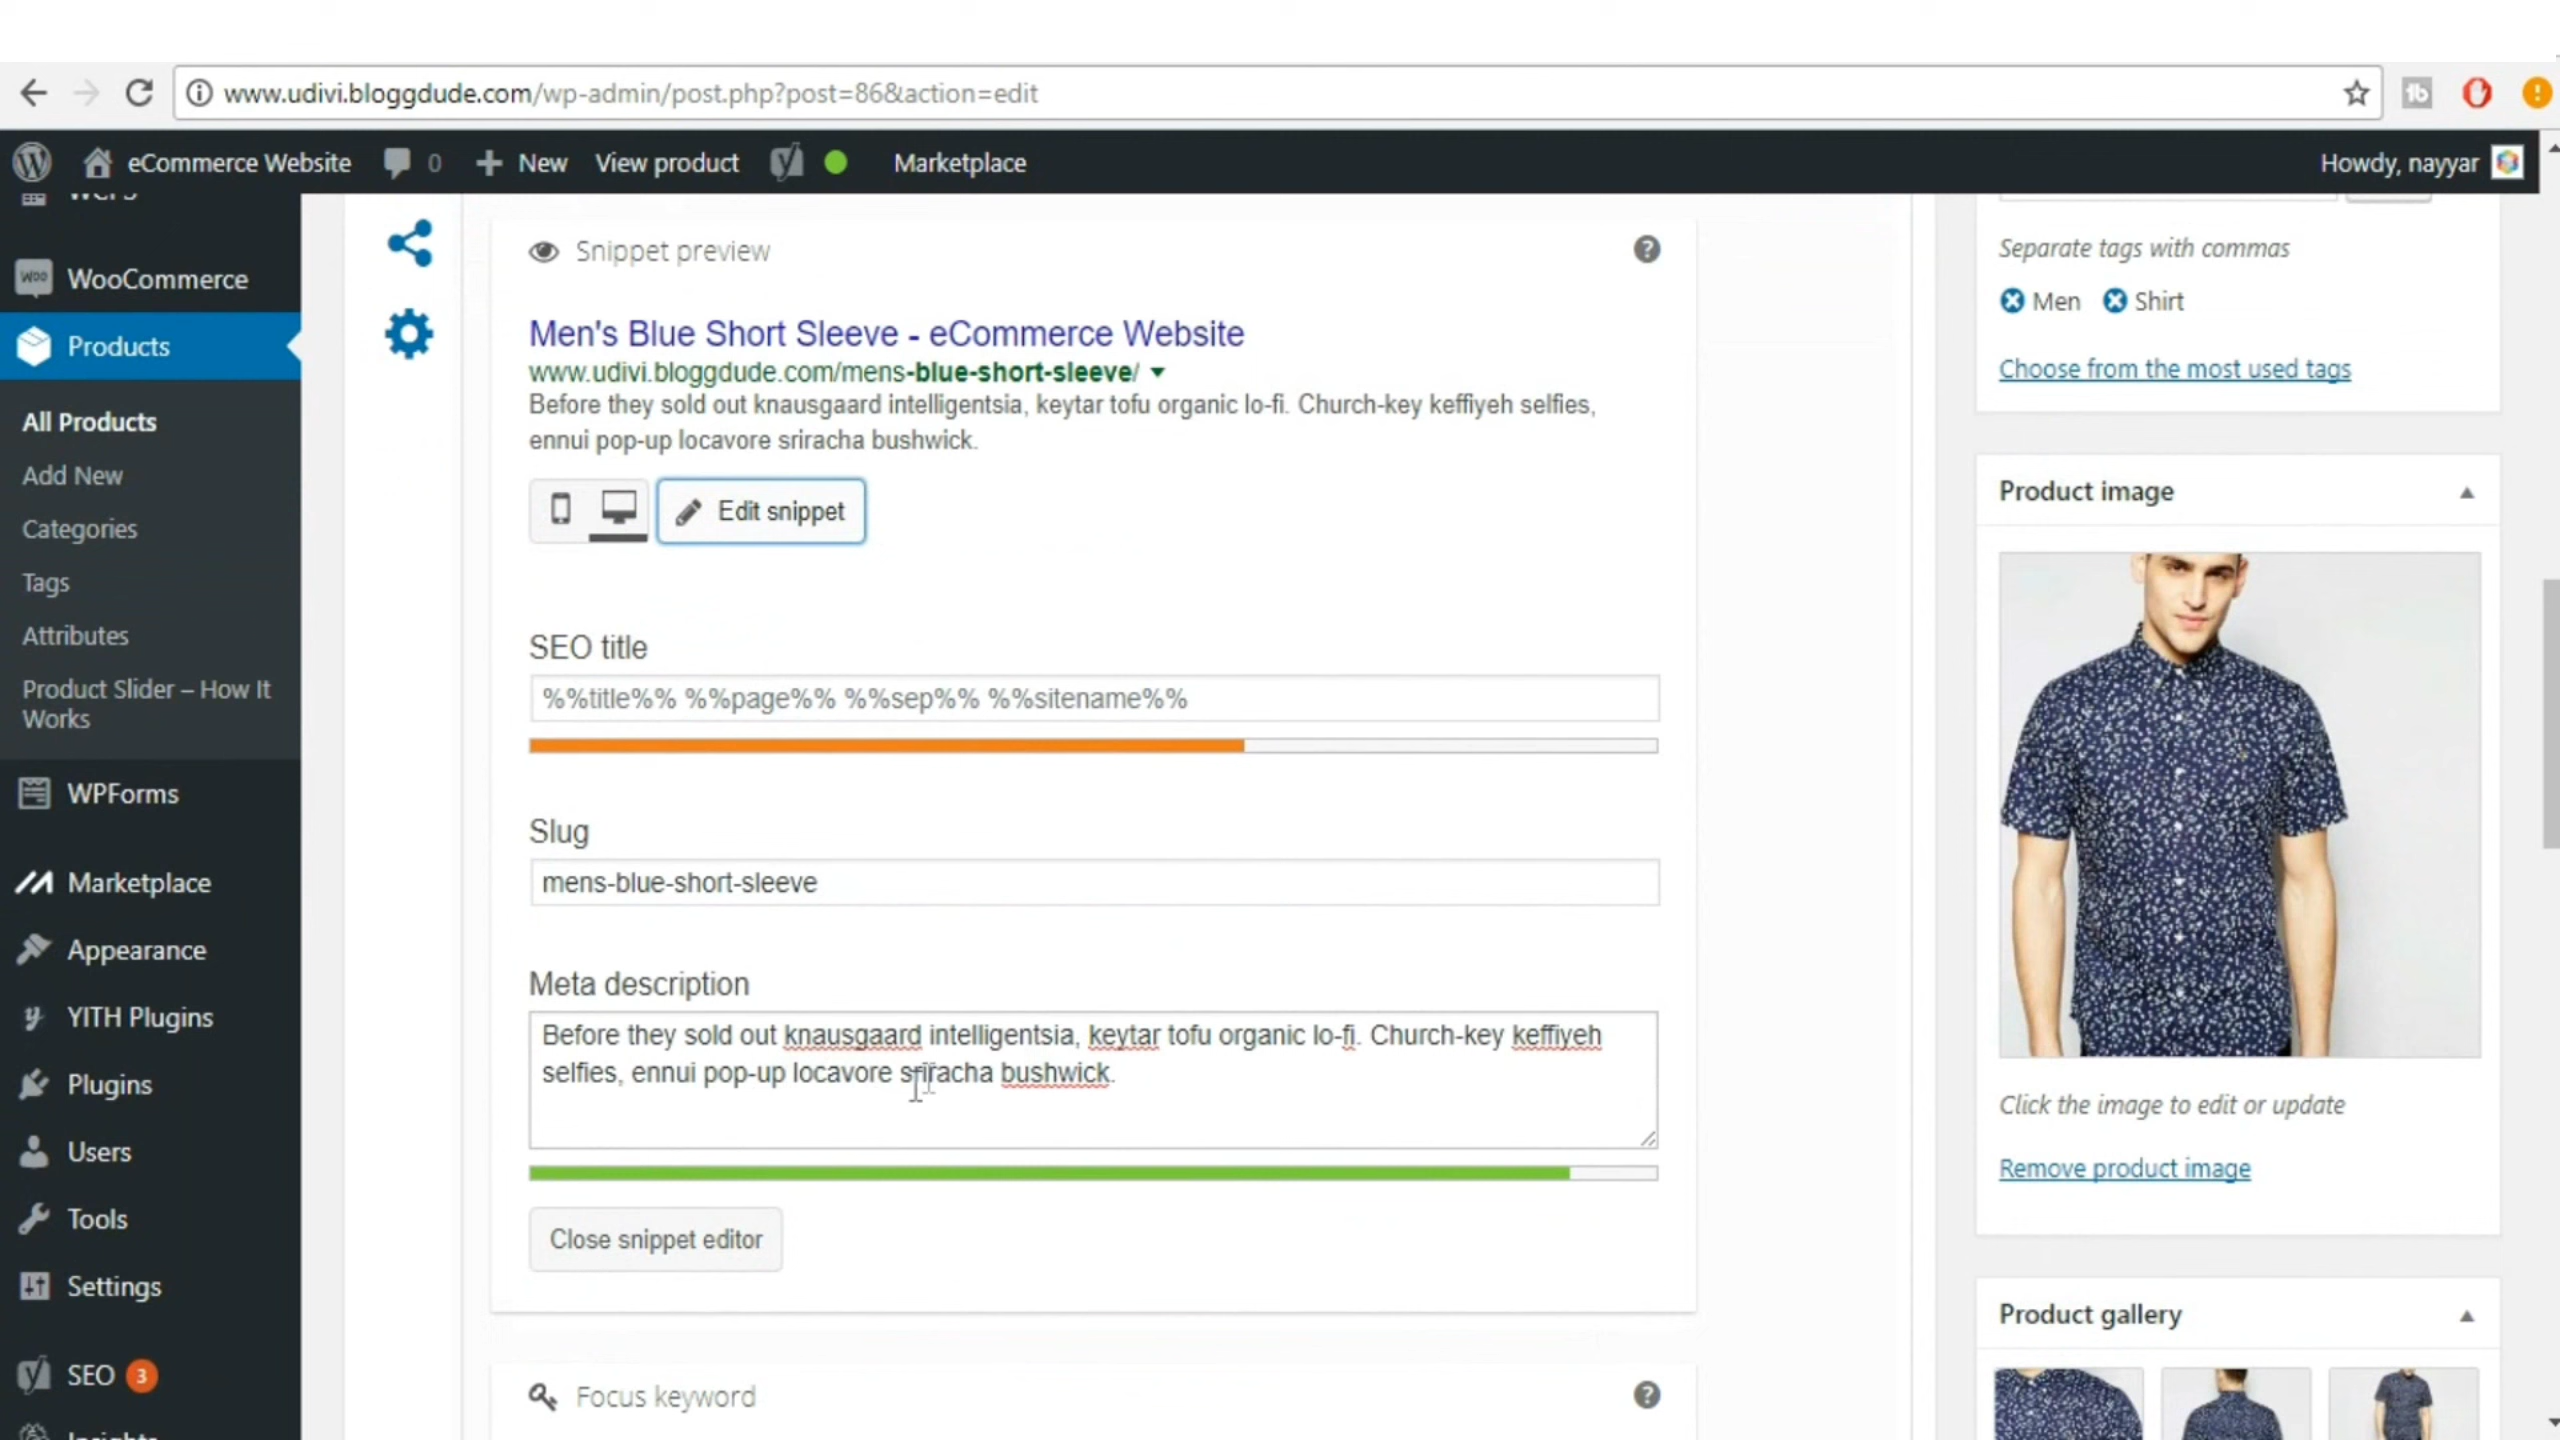 www.udivi.bloggdude.com/wp-admin/post.php?post=86&action=edit
eCommerce Website 0 New View product Marketplace
Howdy, nayyar
WooCommerce
Products
All Products
Add New
Categories
Tags
Attributes
Product Slider – How It
Works
WPForms
Marketplace
Appearance
YITH Plugins
Plugins
Users
Tools
Settings
SEO 3
Snippet preview
Men's Blue Short Sleeve - eCommerce Website
www.udivi.bloggdude.com/mens-blue-short-sleeve/
Before they sold out knausgaard intelligentsia, keytar tofu organic lo-fi. Church-key keffiyeh selfies,
ennui pop-up locavore sriracha bushwick.
Edit snippet
SEO title
%%title%% %%page%% %%sep%% %%sitename%%
Slug
mens-blue-short-sleeve
Meta description
Before they sold out knausgaard intelligentsia, keytar tofu organic lo-fi. Church-key keffiyeh
selfies, ennui pop-up locavore sriracha bushwick.
Close snippet editor
Focus keyword
Separate tags with commas
Men Shirt
Choose from the most used tags
Product image
Click the image to edit or update
Remove product image
Product gallery